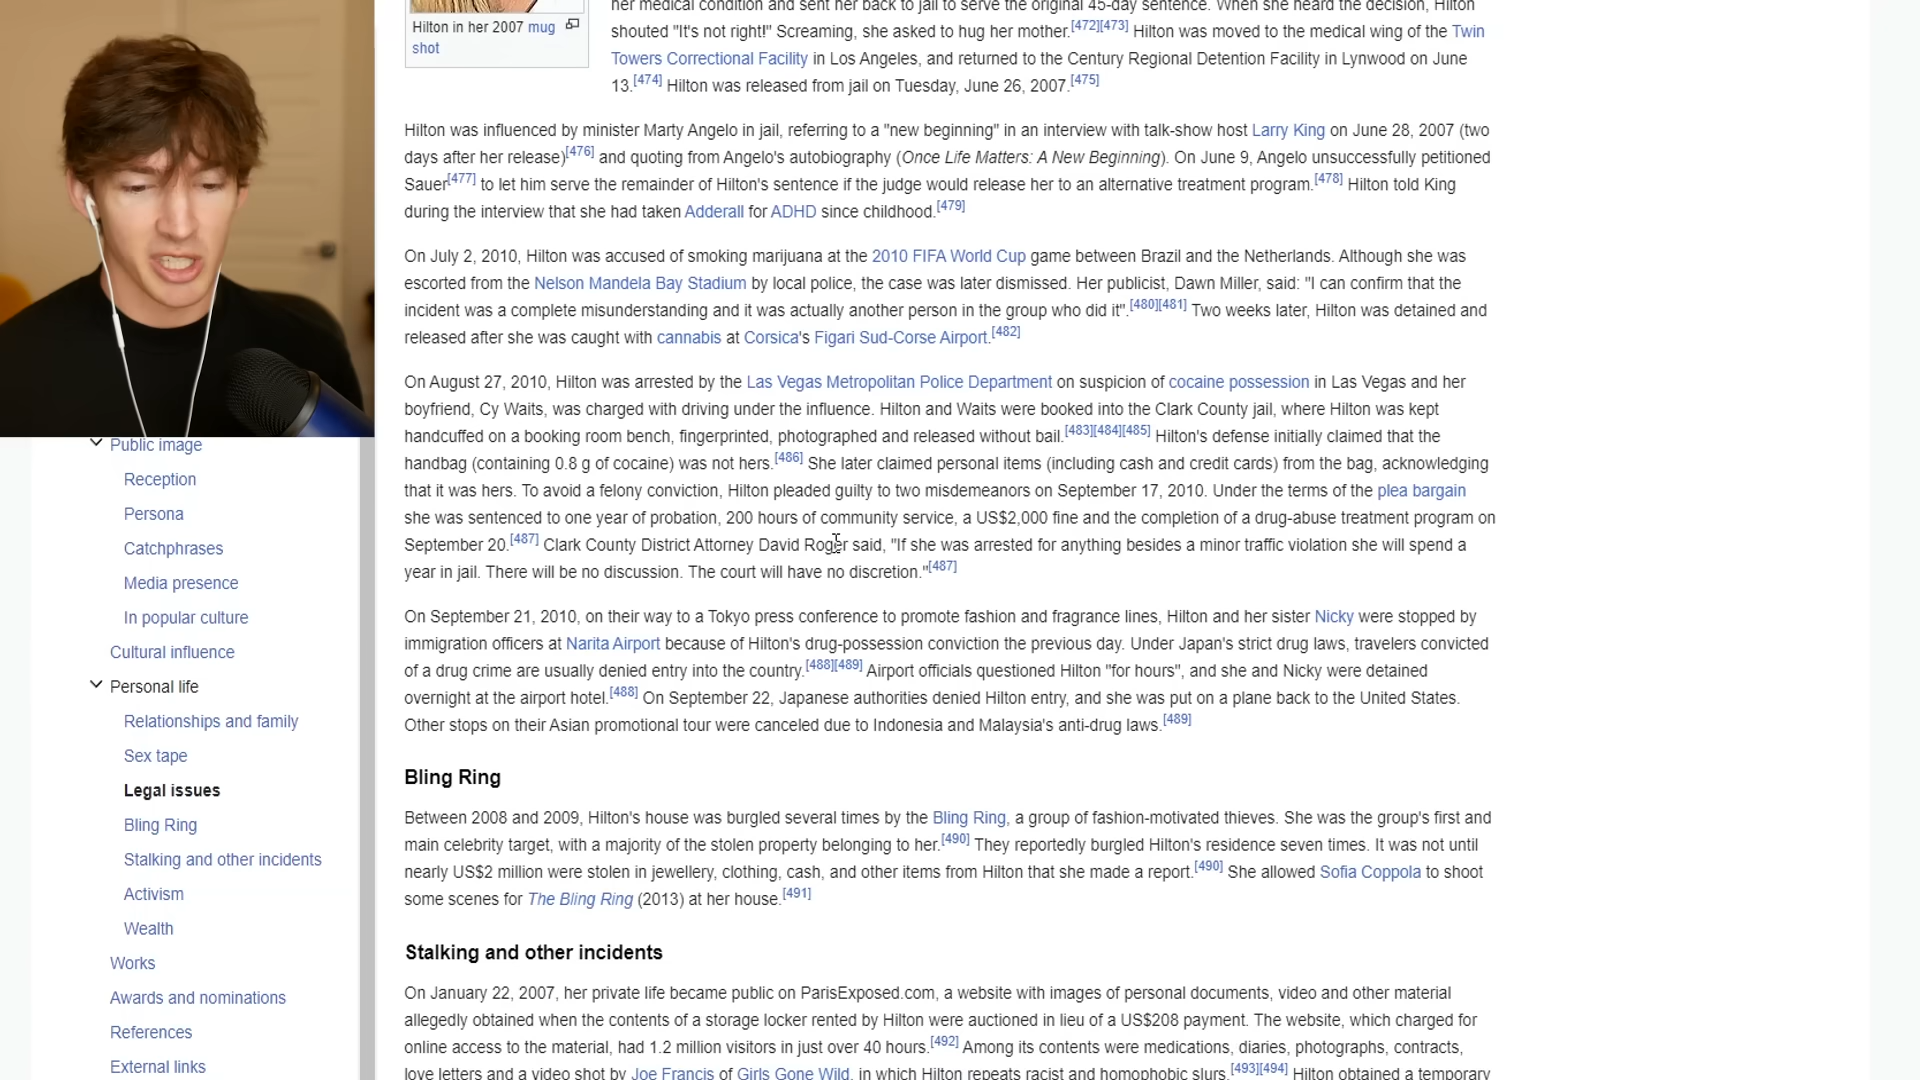 her medical condition and sent her back to jail to serve the original 45-day sentence. When she heard the decision, Hilton
Hilton in her 2007 mug
shot
shouted "It's not right!" Screaming, she asked to hug her mother.[472][473] Hilton was moved to the medical wing of the Twin
Towers Correctional Facility in Los Angeles, and returned to the Century Regional Detention Facility in Lynwood on June
13.[474] Hilton was released from jail on Tuesday, June 26, 2007.[475]
Hilton was influenced by minister Marty Angelo in jail, referring to a "new beginning" in an interview with talk-show host Larry King on June 28, 2007 (two
days after her release)[476] and quoting from Angelo's autobiography (Once Life Matters: A New Beginning). On June 9, Angelo unsuccessfully petitioned
Sauer[477] to let him serve the remainder of Hilton's sentence if the judge would release her to an alternative treatment program.[478] Hilton told King
during the interview that she had taken Adderall for ADHD since childhood.[479]
On July 2, 2010, Hilton was accused of smoking marijuana at the 2010 FIFA World Cup game between Brazil and the Netherlands. Although she was
escorted from the Nelson Mandela Bay Stadium by local police, the case was later dismissed. Her publicist, Dawn Miller, said: "I can confirm that the
incident was a complete misunderstanding and it was actually another person in the group who did it".[480][481] Two weeks later, Hilton was detained and
released after she was caught with cannabis at Corsica's Figari Sud-Corse Airport.[482]
On August 27, 2010, Hilton was arrested by the Las Vegas Metropolitan Police Department on suspicion of cocaine possession in Las Vegas and her
boyfriend, Cy Waits, was charged with driving under the influence. Hilton and Waits were booked into the Clark County jail, where Hilton was kept
handcuffed on a booking room bench, fingerprinted, photographed and released without bail.[483][484][485] Hilton's defense initially claimed that the
handbag (containing 0.8 g of cocaine) was not hers.[486] She later claimed personal items (including cash and credit cards) from the bag, acknowledging
that it was hers. To avoid a felony conviction, Hilton pleaded guilty to two misdemeanors on September 17, 2010. Under the terms of the plea bargain
she was sentenced to one year of probation, 200 hours of community service, a US$2,000 fine and the completion of a drug-abuse treatment program on
September 20.[487] Clark County District Attorney David Roger said, "If she was arrested for anything besides a minor traffic violation she will spend a
year in jail. There will be no discussion. The court will have no discretion."[487]
On September 21, 2010, on their way to a Tokyo press conference to promote fashion and fragrance lines, Hilton and her sister Nicky were stopped by
immigration officers at Narita Airport because of Hilton's drug-possession conviction the previous day. Under Japan's strict drug laws, travelers convicted
of a drug crime are usually denied entry into the country.[488][489] Airport officials questioned Hilton "for hours", and she and Nicky were detained
overnight at the airport hotel.[488] On September 22, Japanese authorities denied Hilton entry, and she was put on a plane back to the United States.
Other stops on their Asian promotional tour were canceled due to Indonesia and Malaysia's anti-drug laws.[489]
Bling Ring
Between 2008 and 2009, Hilton's house was burgled several times by the Bling Ring, a group of fashion-motivated thieves. She was the group's first and
main celebrity target, with a majority of the stolen property belonging to her.[490] They reportedly burgled Hilton's residence seven times. It was not until
nearly US$2 million were stolen in jewellery, clothing, cash, and other items from Hilton that she made a report.[490] She allowed Sofia Coppola to shoot
some scenes for The Bling Ring (2013) at her house.[491]
Stalking and other incidents
On January 22, 2007, her private life became public on ParisExposed.com, a website with images of personal documents, video and other material
allegedly obtained when the contents of a storage locker rented by Hilton were auctioned in lieu of a US$208 payment. The website, which charged for
online access to the material, had 1.2 million visitors in just over 40 hours.[492] Among its contents were medications, diaries, photographs, contracts,
love letters and a video shot by Joe Francis of Girls Gone Wild, in which Hilton repeats racist and homophobic slurs.[493][494] Hilton obtained a temporary
Public image
Reception
Persona
Catchphrases
Media presence
In popular culture
Cultural influence
Personal life
Relationships and family
Sex tape
Legal issues
Bling Ring
Stalking and other incidents
Activism
Wealth
Works
Awards and nominations
References
External links